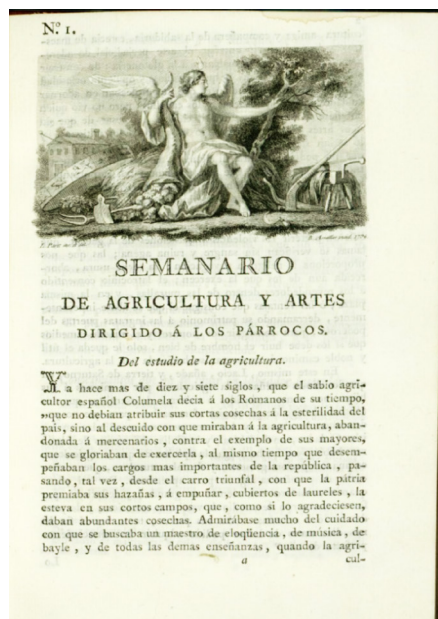 Nº. 1.
SEMANARIO
DE AGRICULTURA Y ARTES
DIRIGIDO Á LOS PÁRROCOS.
Del estudio de la agricultura.
Ya hace mas de diez y siete siglos , que el sabio agri-
cultor español Columela decia á los Romanos de su tiempo,
»que no debian atribuir sus cortas cosechas á la esterilidad del
pais, sino al descuido con que miraban á la agricultura, aban-
donada á mercenarios , contra el exemplo de sus mayores,
que se gloriaban de exercerla , al mismo tiempo que desem-
peñaban los cargos mas importantes de la república , pa-
sando , tal vez , desde el carro triunfal , con que la patria
premiaba sus hazañas , á empuñar , cubiertos de laureles , la
esteva en sus cortos campos, que , como si lo agradeciesen,
daban abundantes cosechas. Admirábase mucho del cuidado
con que se buscaba un maestro de eloqüencia , de música , de
bayle , y de todas las demas enseñanzas , quando la agri-
a cul-